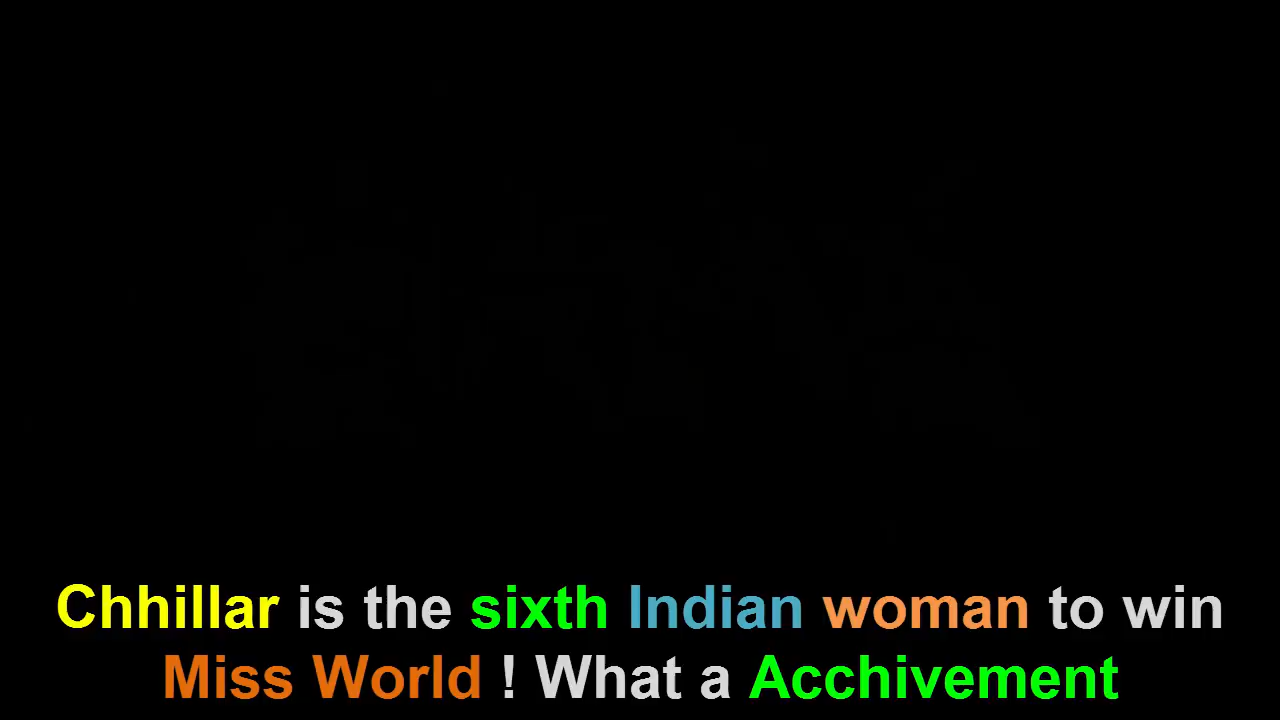 Chhillar is the sixth Indian woman to win
Miss World ! What a Acchivement